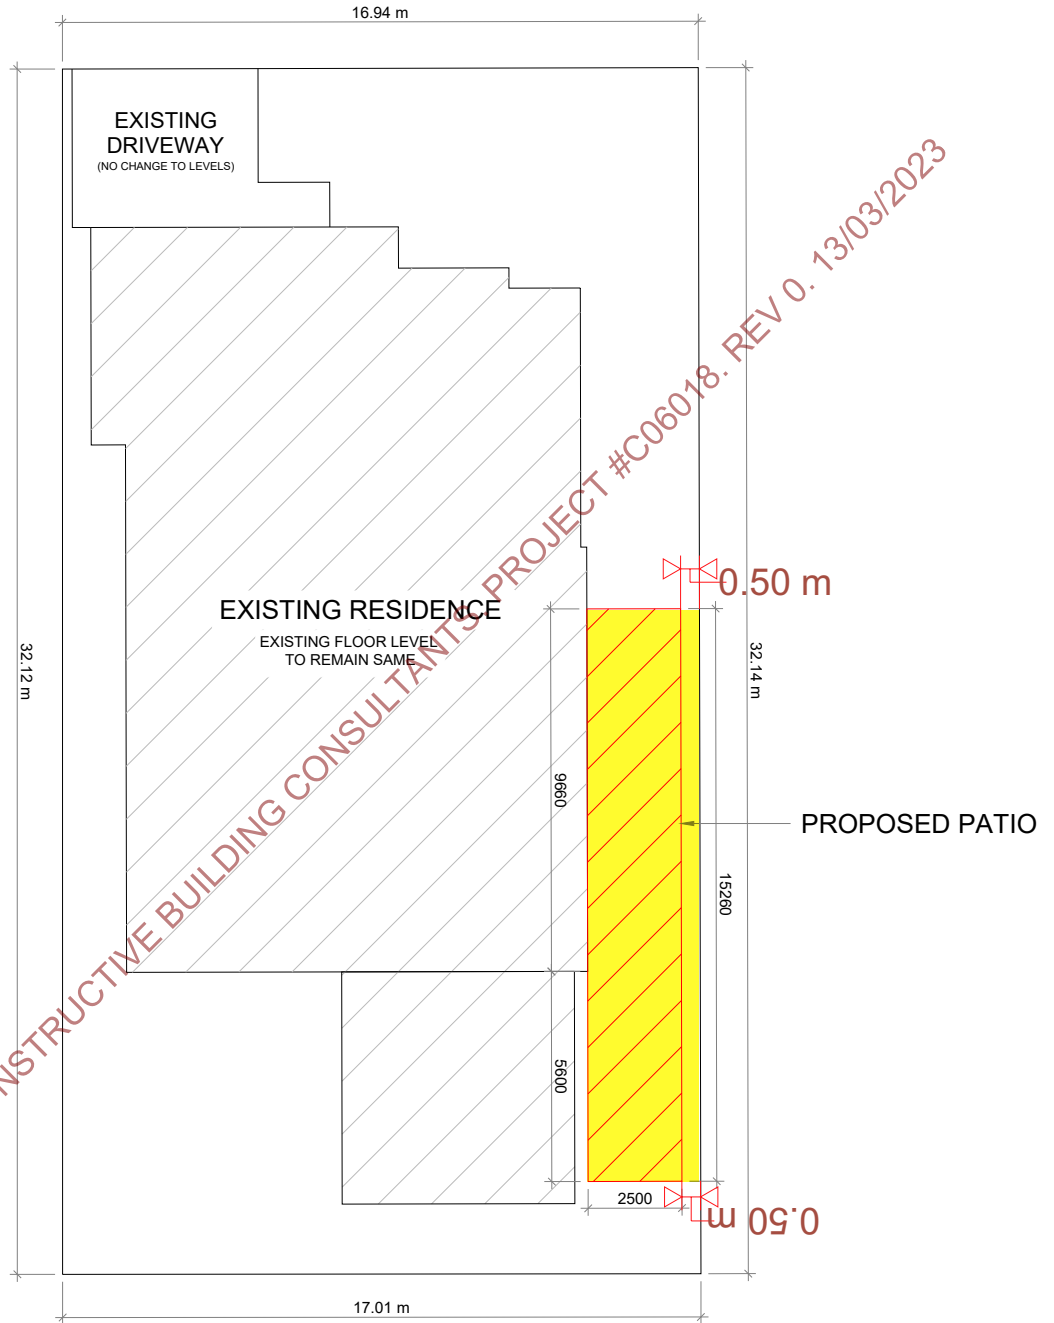 16.94 m
EXISTING
DRIVEWAY
(NO CHANGE TO LEVELS)
NSTRUCTIVE BUILDING CONSULTANTS. PROJECT #C06018. REV 0. 13/03/2023
0.50 m
EXISTING RESIDENCE
EXISTING FLOOR LEVEL
TO REMAIN SAME
32.12 m
32.14 m
9660
PROPOSED PATIO
15260
5600
2500
0.50 m
17.01 m